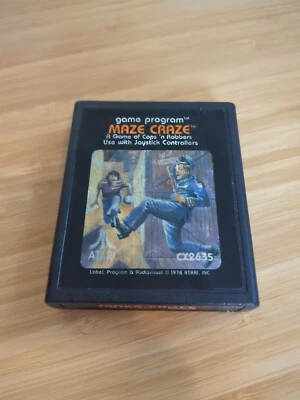 game program™
MAZE CRAZE™
A Game of Cops 'n Robbers
Use with Joystick Controllers
ATARI
CX2635
Label, Program & Audiovisual © 1978 ATARI, INC.